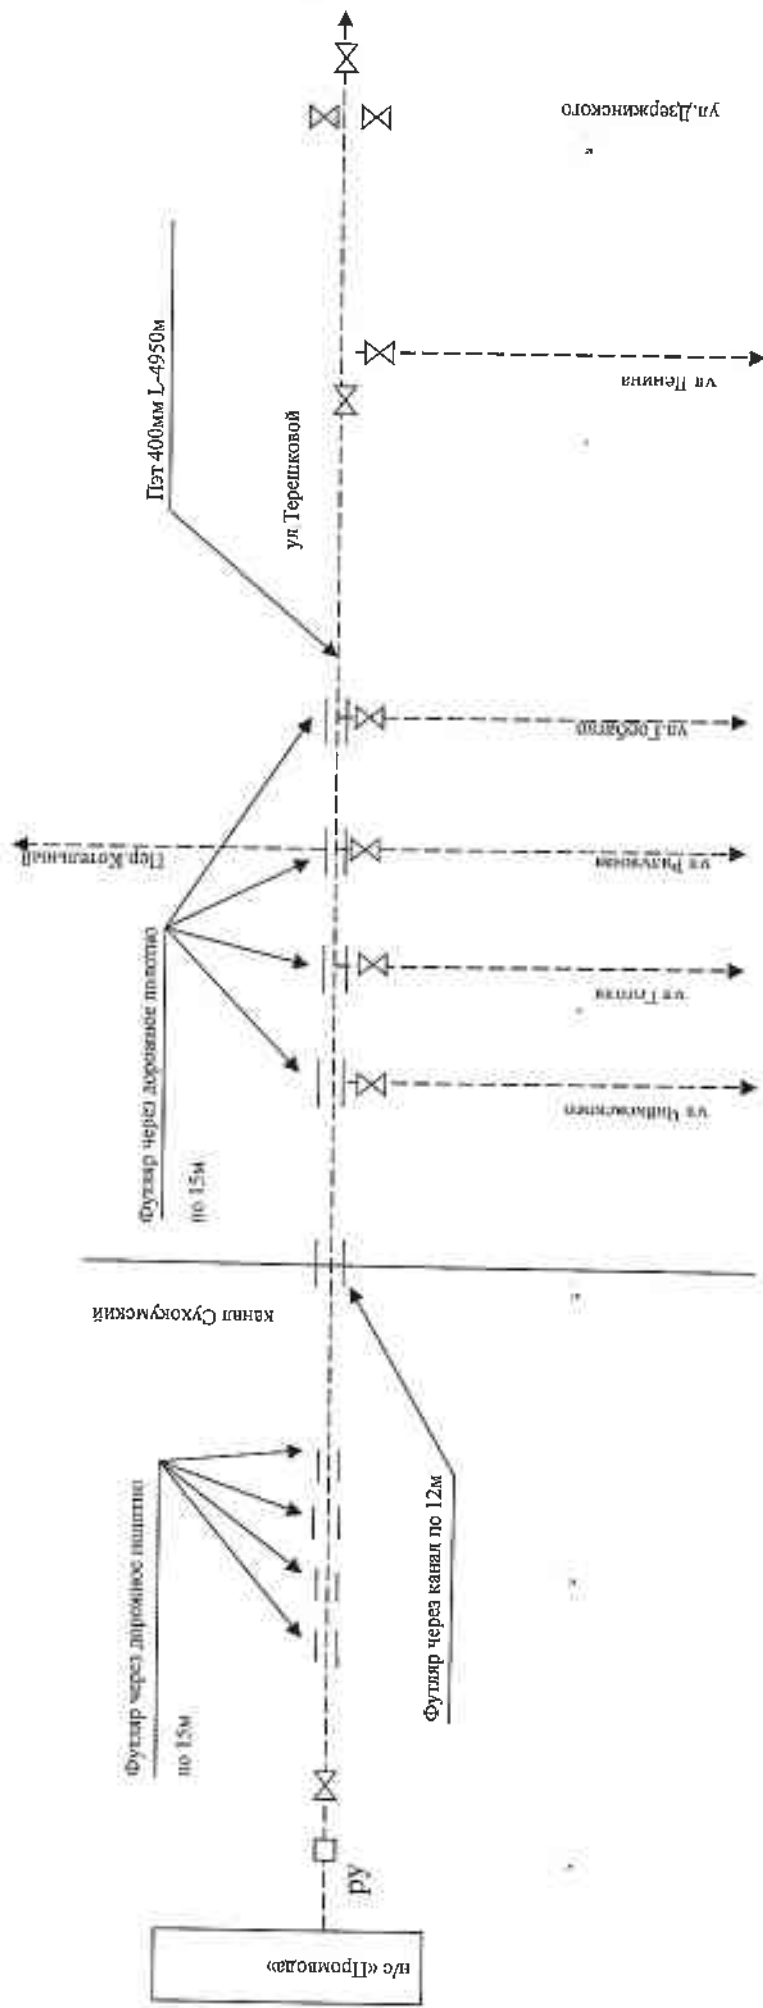 ул.Дзержинского
Пэт 400мм L-4950м
ул Терешковой
ул Ленина
ул.Горбатко
Пер.Котельный
ул Радужная
ул Гоголя
ул Чайковского
Футляр через дорожное полотно
по 15м
канал Сухокумский
Футляр через дорожное полотно
по 15м
Футляр через канал по 12м
РУ
н/с «Промвода»